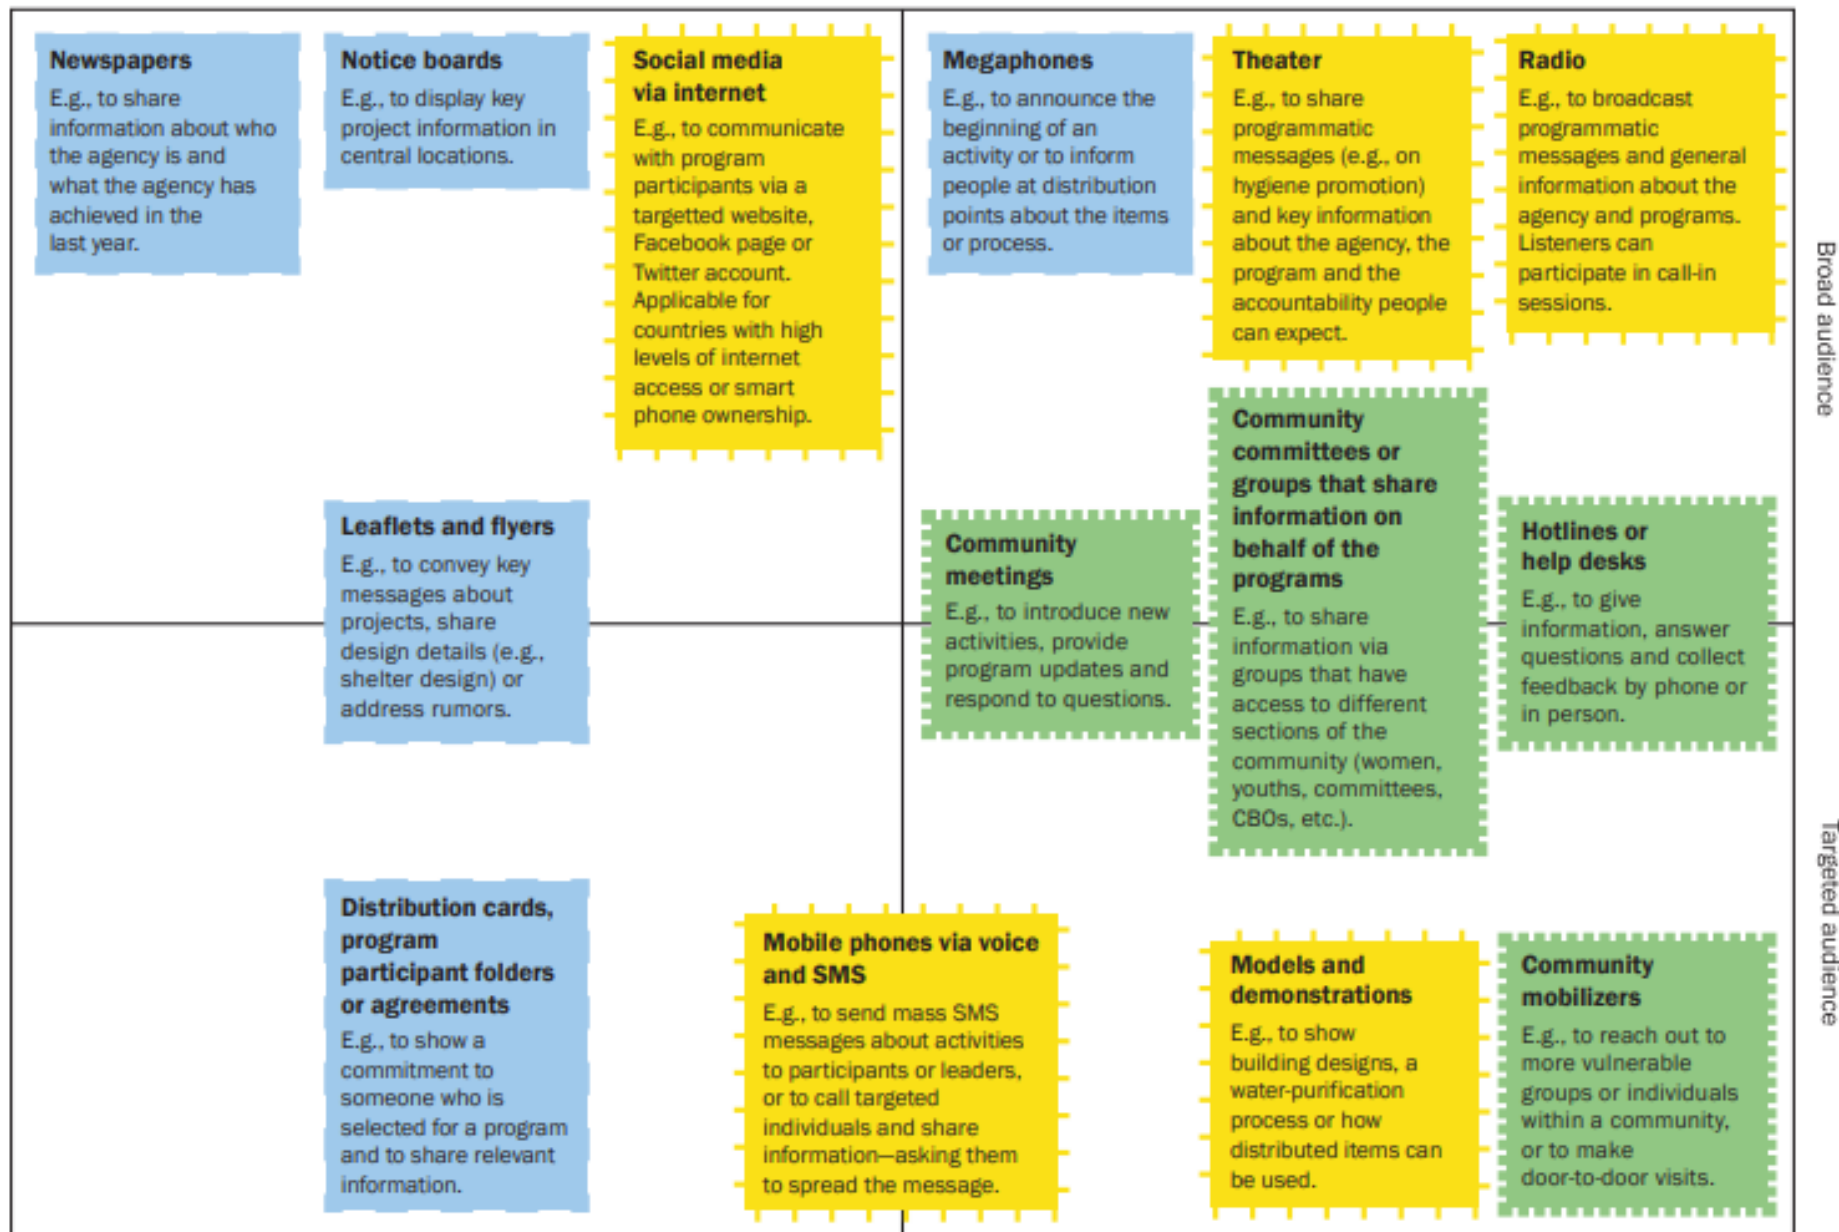 Newspapers
E.g., to share
information about who
the agency is and
what the agency has
achieved in the
last year.
Notice boards
E.g., to display key
project information in
central locations.
Social media
via internet
E.g., to communicate
with program
participants via a
targetted website,
Facebook page or
Twitter account.
Applicable for
countries with high
levels of internet
access or smart
phone ownership.
Megaphones
E.g., to announce the
beginning of an
activity or to inform
people at distribution
points about the items
or process.
Theater
E.g., to share
programmatic
messages (e.g., on
hygiene promotion)
and key information
about the agency, the
program and the
accountability people
can expect.
Radio
E.g., to broadcast
programmatic
messages and general
information about the
agency and programs.
Listeners can
participate in call-in
sessions.
Broad audience
Leaflets and flyers
E.g., to convey key
messages about
projects, share
design details (e.g.,
shelter design) or
address rumors.
Community
meetings
E.g., to introduce new
activities, provide
program updates and
respond to questions.
Community
committees or
groups that share
information on
behalf of the
programs
E.g., to share
information via
groups that have
access to different
sections of the
community (women,
youths, committees,
CBOs, etc.).
Hotlines or
help desks
E.g., to give
information, answer
questions and collect
feedback by phone or
in person.
Distribution cards,
program
participant folders
or agreements
E.g., to show a
commitment to
someone who is
selected for a program
and to share relevant
information.
Mobile phones via voice
and SMS
E.g., to send mass SMS
messages about activities
to participants or leaders,
or to call targeted
individuals and share
information—asking them
to spread the message.
Models and
demonstrations
E.g., to show
building designs, a
water-purification
process or how
distributed items can
be used.
Community
mobilizers
E.g., to reach out to
more vulnerable
groups or individuals
within a community,
or to make
door-to-door visits.
Targeted audience